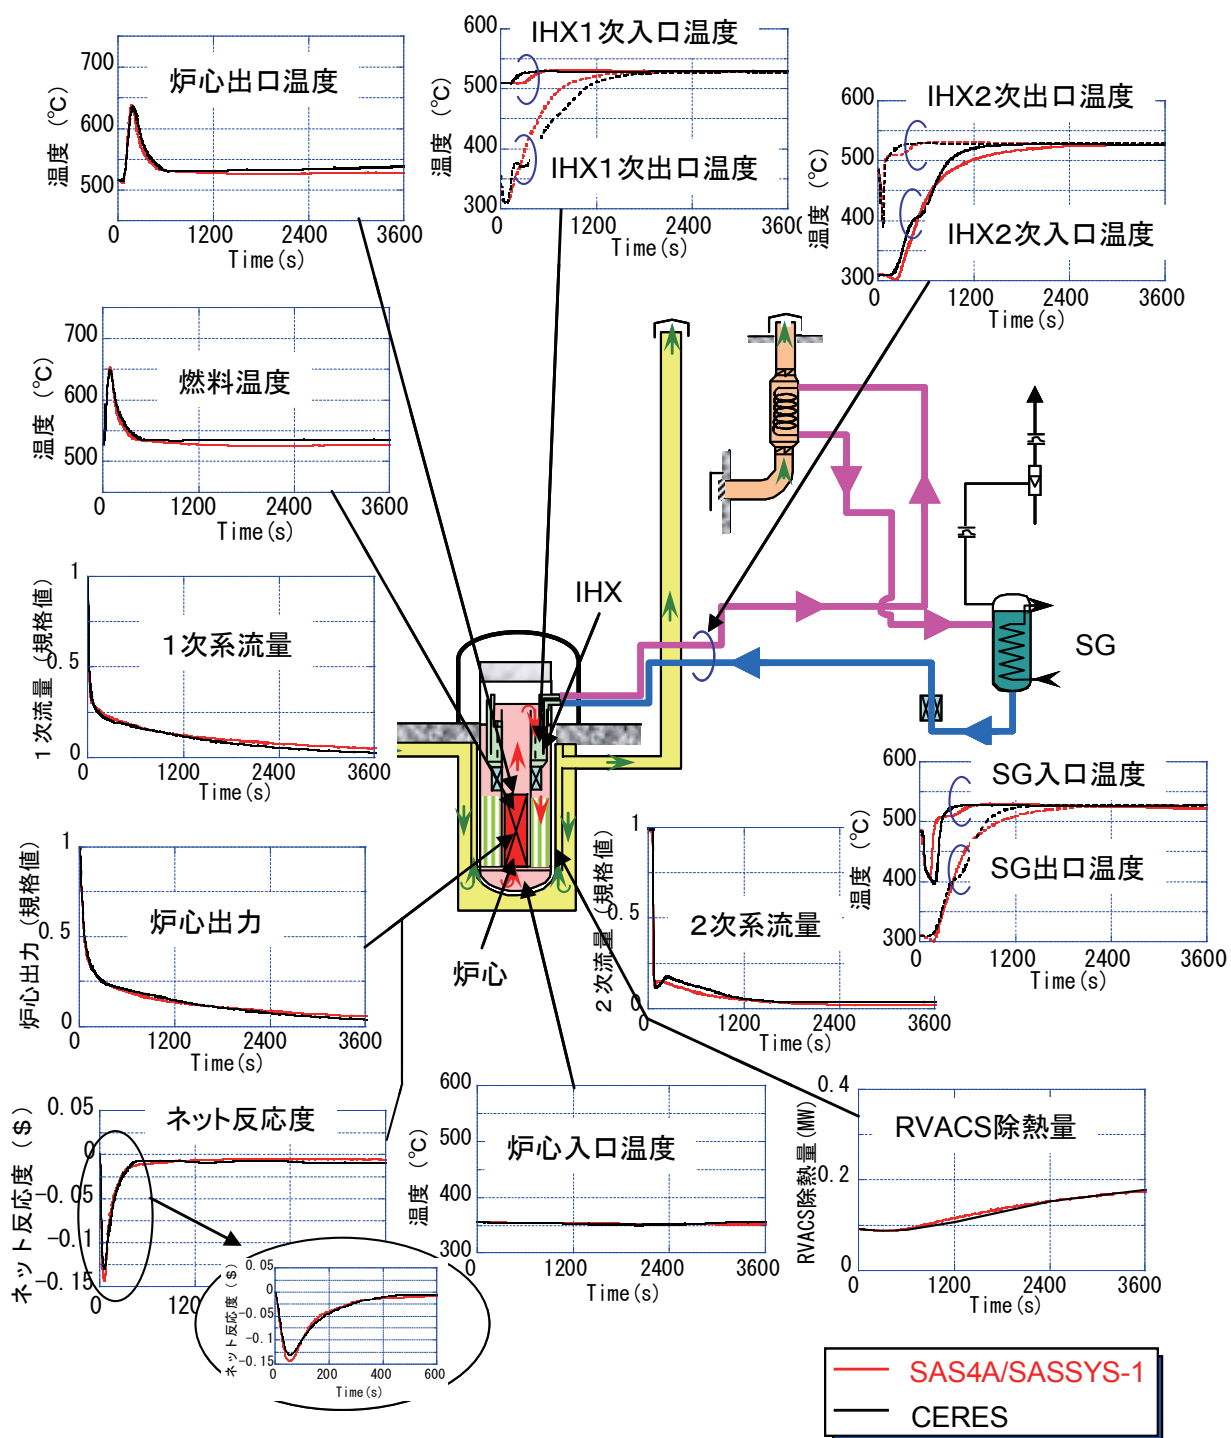 炉心出口温度
700
600
500
温度 (℃)
0 1200 2400 3600
Time(s)
IHX1次入口温度
IHX1次出口温度
600
500
400
300
温度 (℃)
0 1200 2400 3600
Time(s)
IHX2次出口温度
IHX2次入口温度
600
500
400
300
温度 (℃)
0 1200 2400 3600
Time(s)
燃料温度
700
600
500
温度 (℃)
0 1200 2400 3600
Time(s)
1次系流量
1
0.5
0
1次流量 (規格値)
0 1200 2400 3600
Time(s)
IHX
SG
炉心
SG入口温度
SG出口温度
600
500
400
300
温度 (℃)
0 1200 2400 3600
Time(s)
炉心出力
1
0.5
0
炉心出力 (規格値)
0 1200 2400 3600
Time(s)
2次系流量
0.5
0
2次流量 (規格値)
0 1200 2400 3600
Time(s)
ネット反応度
0.05
0
-0.05
-0.1
-0.15
ネット反応度 ($)
0 12
0.05
0
-0.05
-0.1
-0.15
ネット反応度 ($)
0 200 400 600
Time(s)
炉心入口温度
600
500
400
300
温度 (℃)
0 1200 2400 3600
Time(s)
RVACS除熱量
0.4
0.2
0
RVACS除熱量(MW)
0 1200 2400 3600
Time(s)
SAS4A/SASSYS-1
CERES